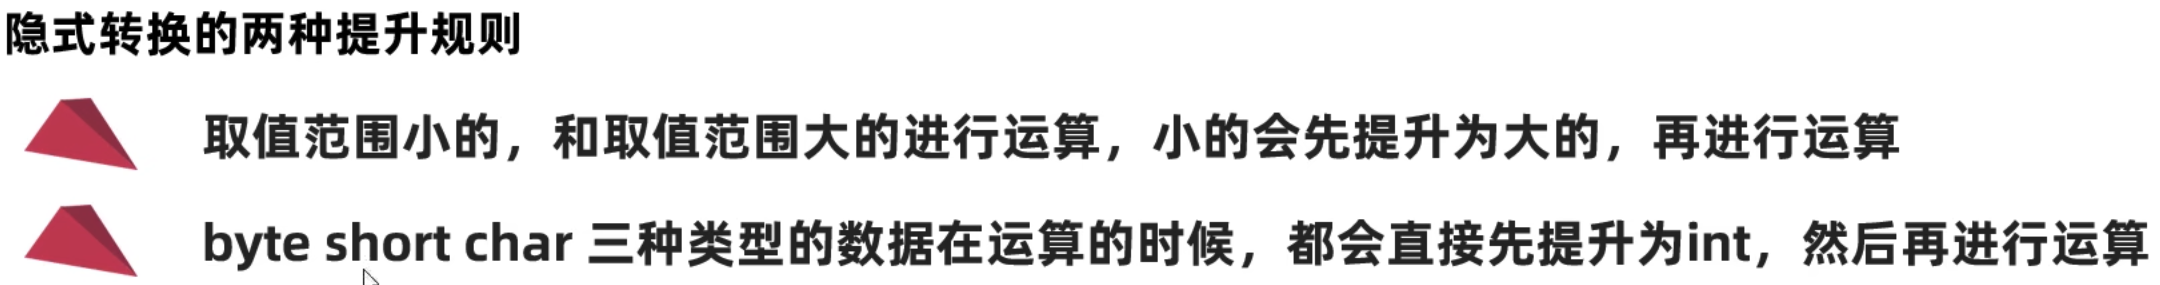 隐式转换的两种提升规则
取值范围小的，和取值范围大的进行运算，小的会先提升为大的，再进行运算
byte short char 三种类型的数据在运算的时候，都会直接先提升为int，然后再进行运算